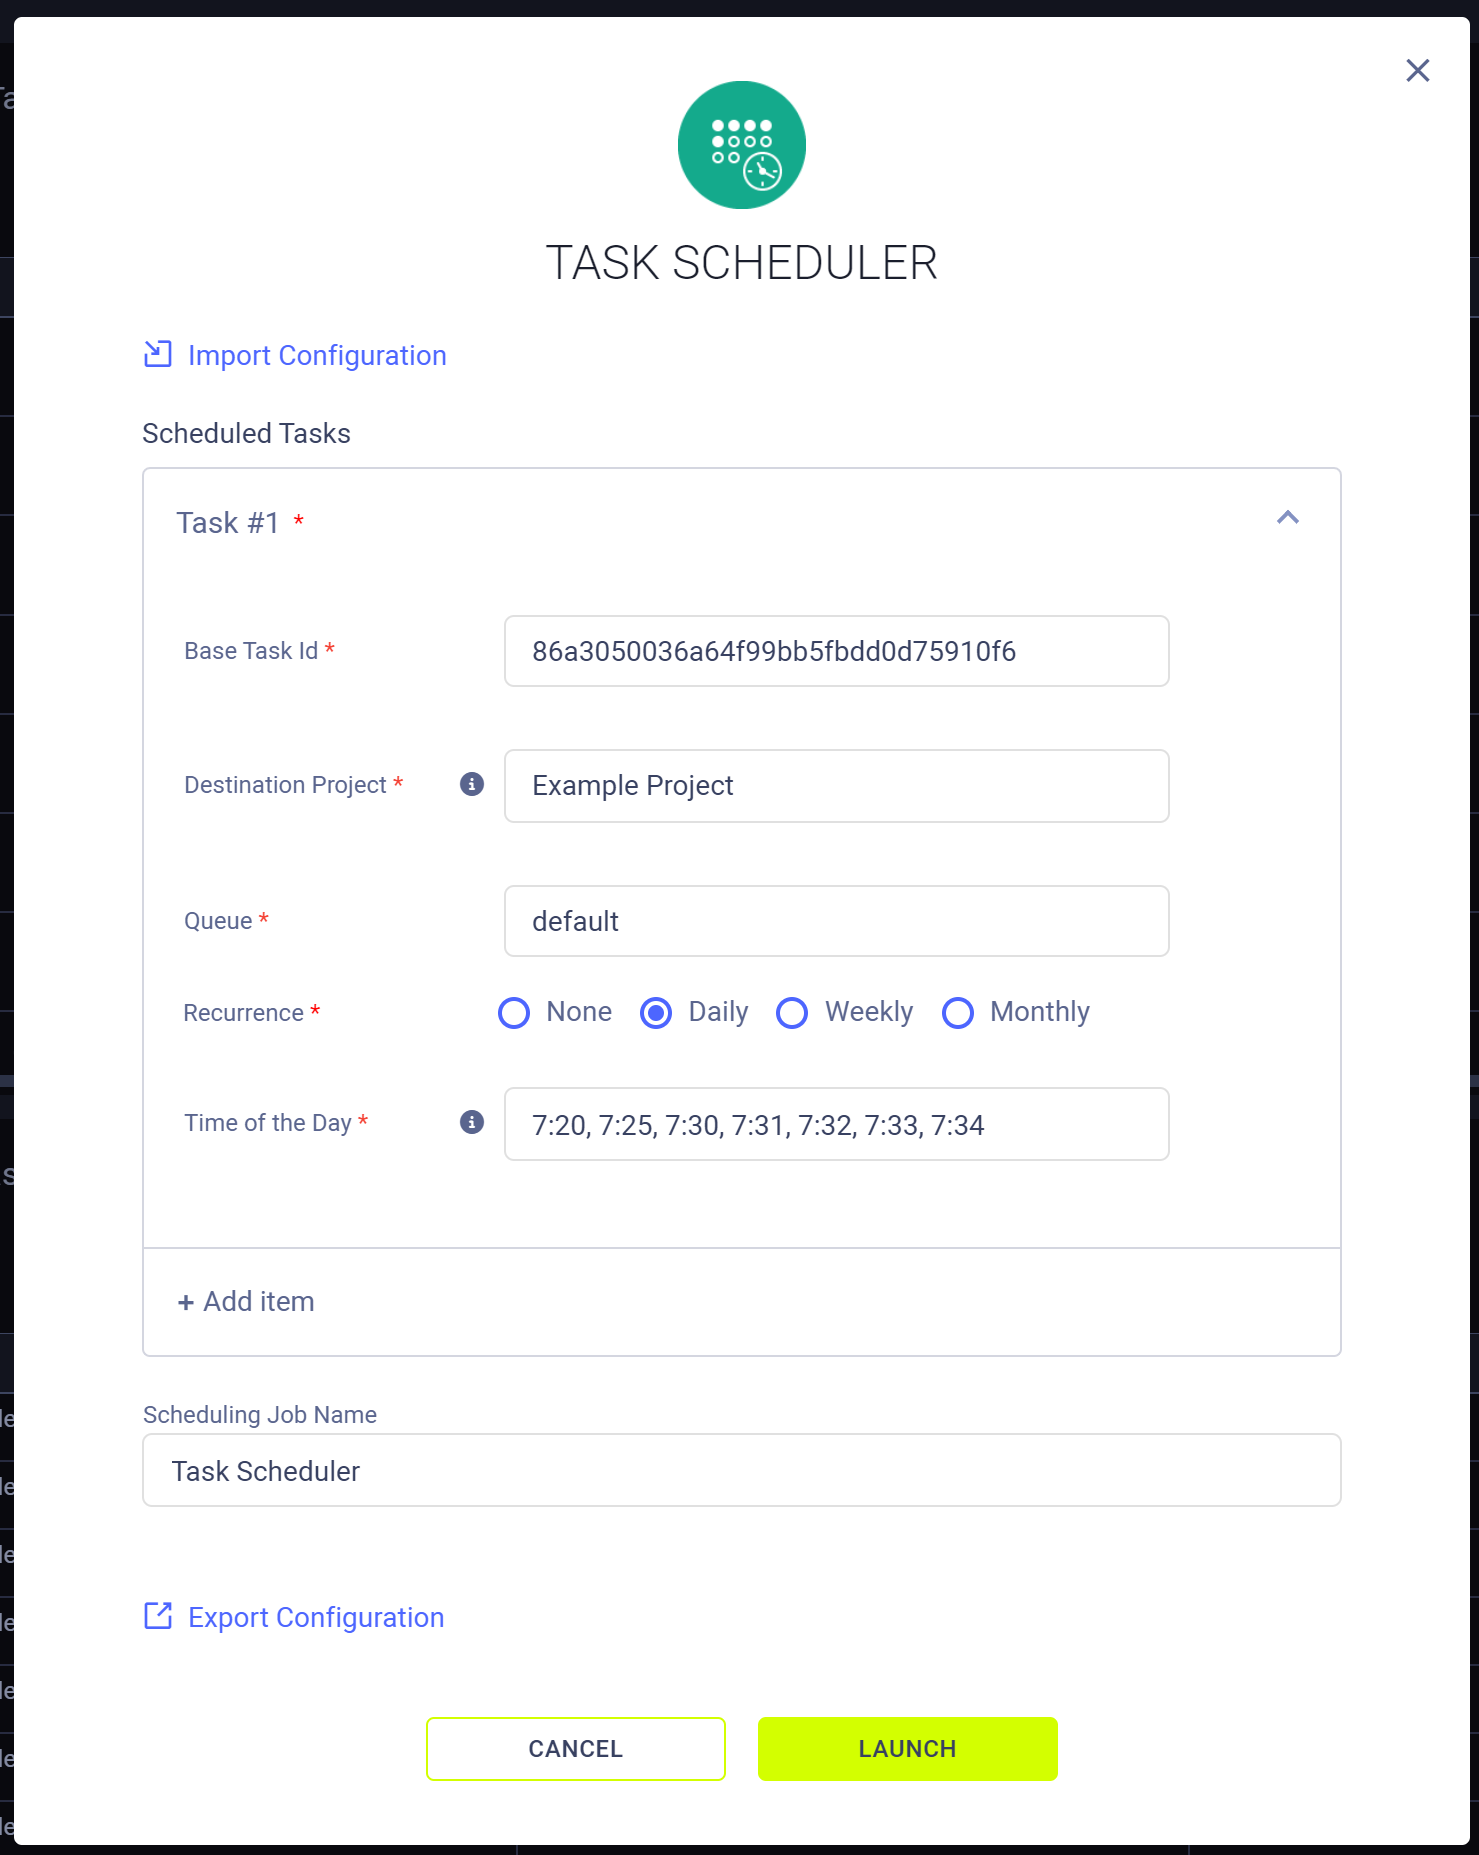 TASK SCHEDULER
Import Configuration
Scheduled Tasks
Task #1 *
Base Task Id * 86a3050036a64f99bb5fbdd0d75910f6
Destination Project * Example Project
Queue * default
Recurrence * None Daily Weekly Monthly
Time of the Day * 7:20, 7:25, 7:30, 7:31, 7:32, 7:33, 7:34
+ Add item
Scheduling Job Name
Task Scheduler
Export Configuration
CANCEL LAUNCH